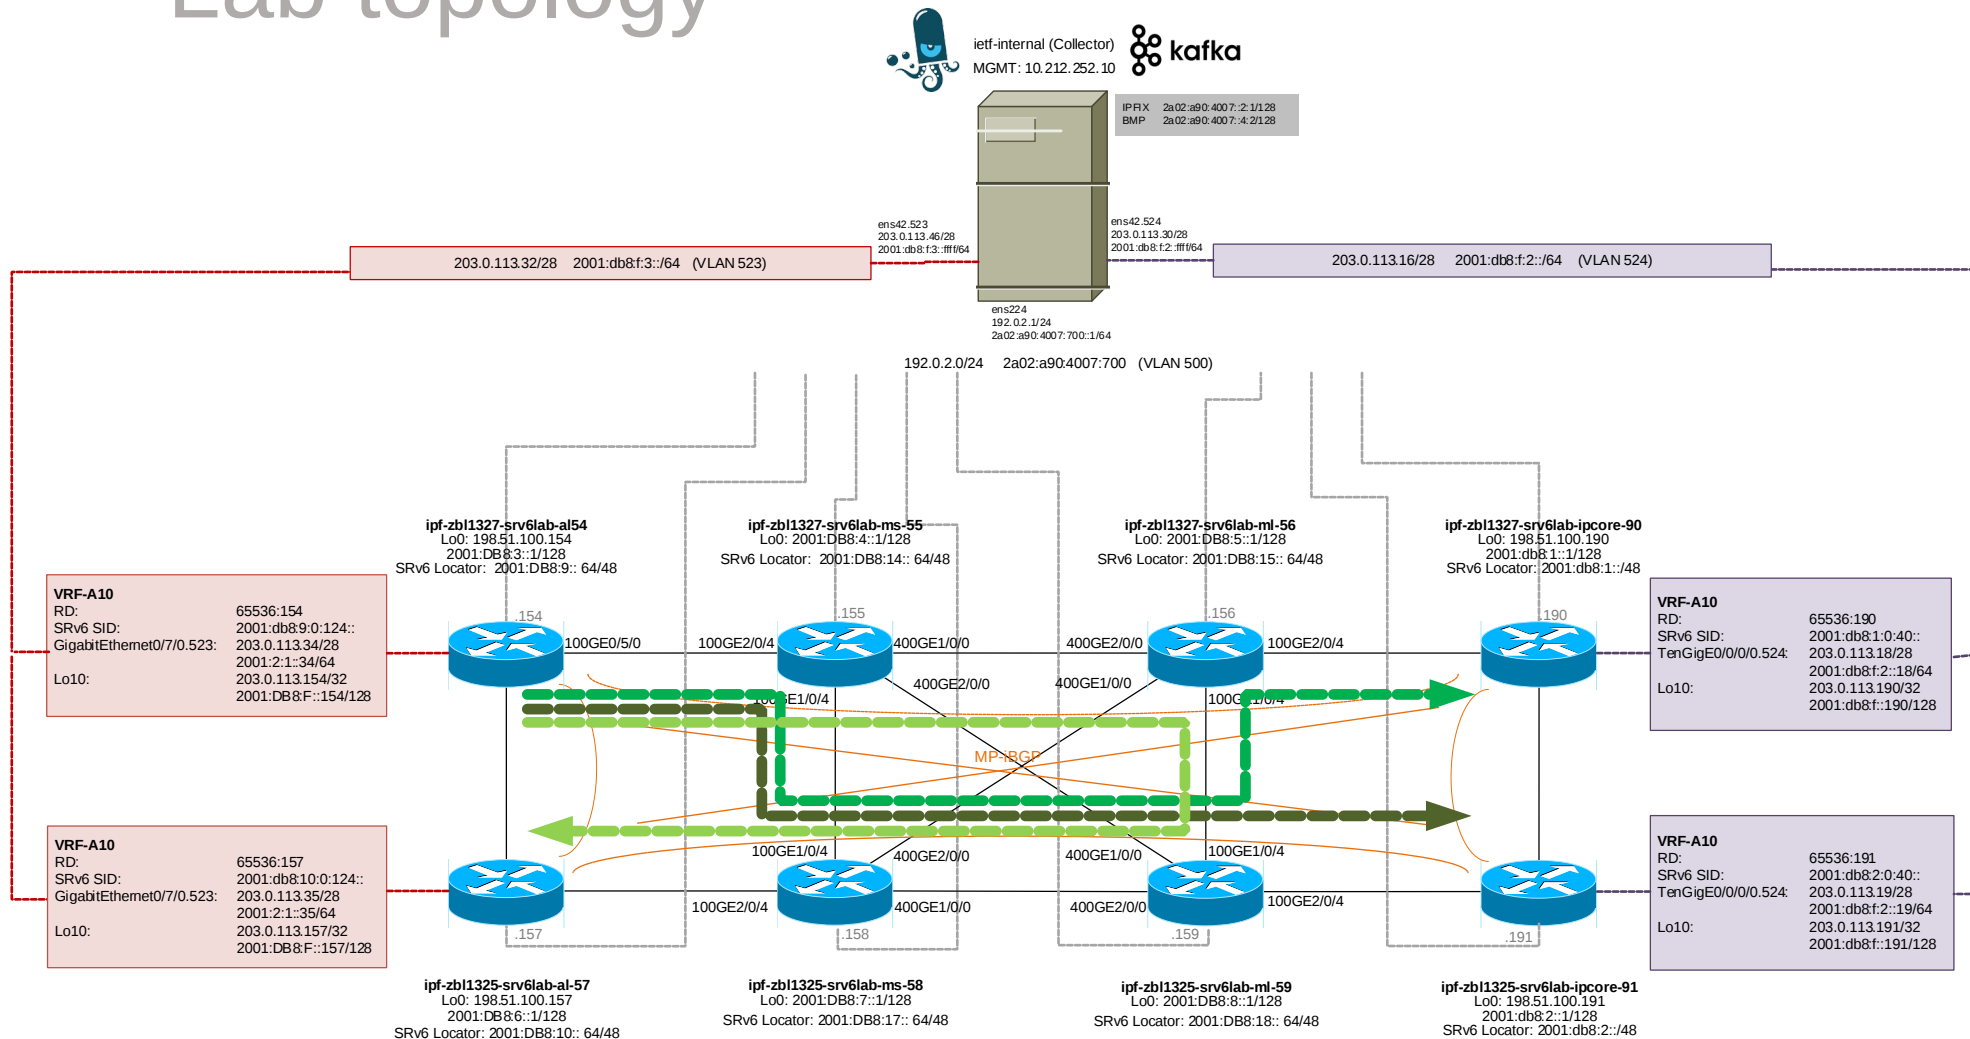 Lab topology
ietf-internal (Collector)
MGMT: 10.212.252.10
kafka
IPFIX 2a02:a90:4007::2:1/128
BMP 2a02:a90:4007::4:2/128
ens42.523
203.0.113.46/28
2001:db8:f:3::ffff/64
ens42.524
203.0.113.30/28
2001:db8:f:2::ffff/64
203.0.113.32/28 2001:db8:f:3::/64 (VLAN 523)
203.0.113.16/28 2001:db8:f:2::/64 (VLAN 524)
ens224
192.0.2.1/24
2a02:a90:4007:700::1/64
192.0.2.0/24 2a02:a90:4007:700 (VLAN 500)
ipf-zbl1327-srv6lab-al54
Lo0: 198.51.100.154
2001:DB8:3::1/128
SRv6 Locator: 2001:DB8:9:: 64/48
ipf-zbl1327-srv6lab-ms-55
Lo0: 2001:DB8:4::1/128
SRv6 Locator: 2001:DB8:14:: 64/48
ipf-zbl1327-srv6lab-ml-56
Lo0: 2001:DB8:5::1/128
SRv6 Locator: 2001:DB8:15:: 64/48
ipf-zbl1327-srv6lab-ipcore-90
Lo0: 198.51.100.190
2001:db8:1::1/128
SRv6 Locator: 2001:db8:1::/48
VRF-A10
RD: 65536:154
SRv6 SID: 2001:db8:9:0:124::
GigabitEthernet0/7/0.523: 203.0.113.34/28
2001:2:1::34/64
Lo10: 203.0.113.154/32
2001:DB8:F::154/128
VRF-A10
RD: 65536:190
SRv6 SID: 2001:db8:1:0:40::
TenGigE0/0/0/0.524: 203.0.113.18/28
2001:db8:f:2::18/64
Lo10: 203.0.113.190/32
2001:db8:f::190/128
.154
.155
.156
.190
100GE0/5/0
100GE2/0/4
400GE1/0/0
400GE2/0/0
100GE2/0/4
400GE2/0/0
400GE1/0/0
100GE1/0/4
100GE1/0/4
MP-iBGP
100GE1/0/4
400GE2/0/0
400GE1/0/0
100GE1/0/4
100GE2/0/4
400GE1/0/0
400GE2/0/0
100GE2/0/4
.157
.158
.159
.191
VRF-A10
RD: 65536:157
SRv6 SID: 2001:db8:10:0:124::
GigabitEthernet0/7/0.523: 203.0.113.35/28
2001:2:1::35/64
Lo10: 203.0.113.157/32
2001:DB8:F::157/128
VRF-A10
RD: 65536:191
SRv6 SID: 2001:db8:2:0:40::
TenGigE0/0/0/0.524: 203.0.113.19/28
2001:db8:f:2::19/64
Lo10: 203.0.113.191/32
2001:db8:f::191/128
ipf-zbl1325-srv6lab-al-57
Lo0: 198.51.100.157
2001:DB8:6::1/128
SRv6 Locator: 2001:DB8:10:: 64/48
ipf-zbl1325-srv6lab-ms-58
Lo0: 2001:DB8:7::1/128
SRv6 Locator: 2001:DB8:17:: 64/48
ipf-zbl1325-srv6lab-ml-59
Lo0: 2001:DB8:8::1/128
SRv6 Locator: 2001:DB8:18:: 64/48
ipf-zbl1325-srv6lab-ipcore-91
Lo0: 198.51.100.191
2001:db8:2::1/128
SRv6 Locator: 2001:db8:2::/48